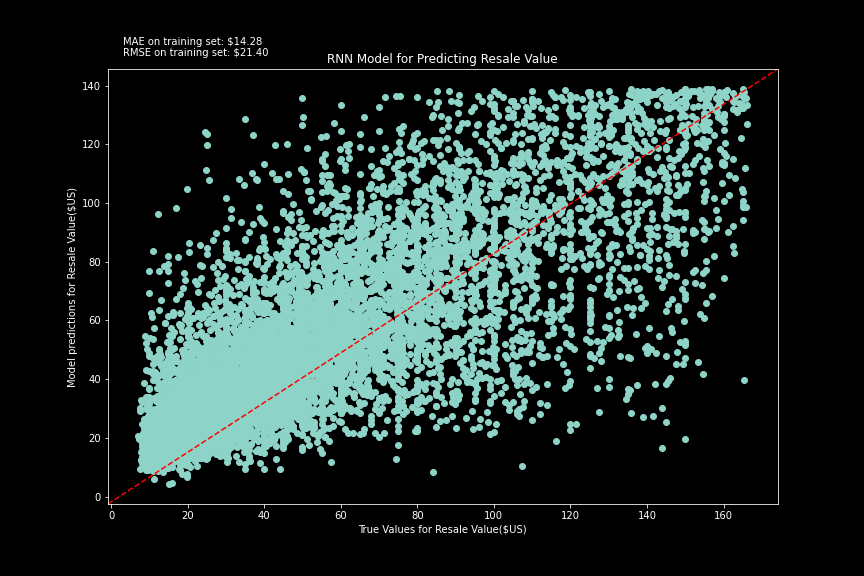 MAE on training set: $14.28
RMSE on training set: $21.40
RNN Model for Predicting Resale Value
Model predictions for Resale Value($US)
140
120
100
80
60
40
20
0
0 20 40 60 80 100 120 140 160
True Values for Resale Value($US)